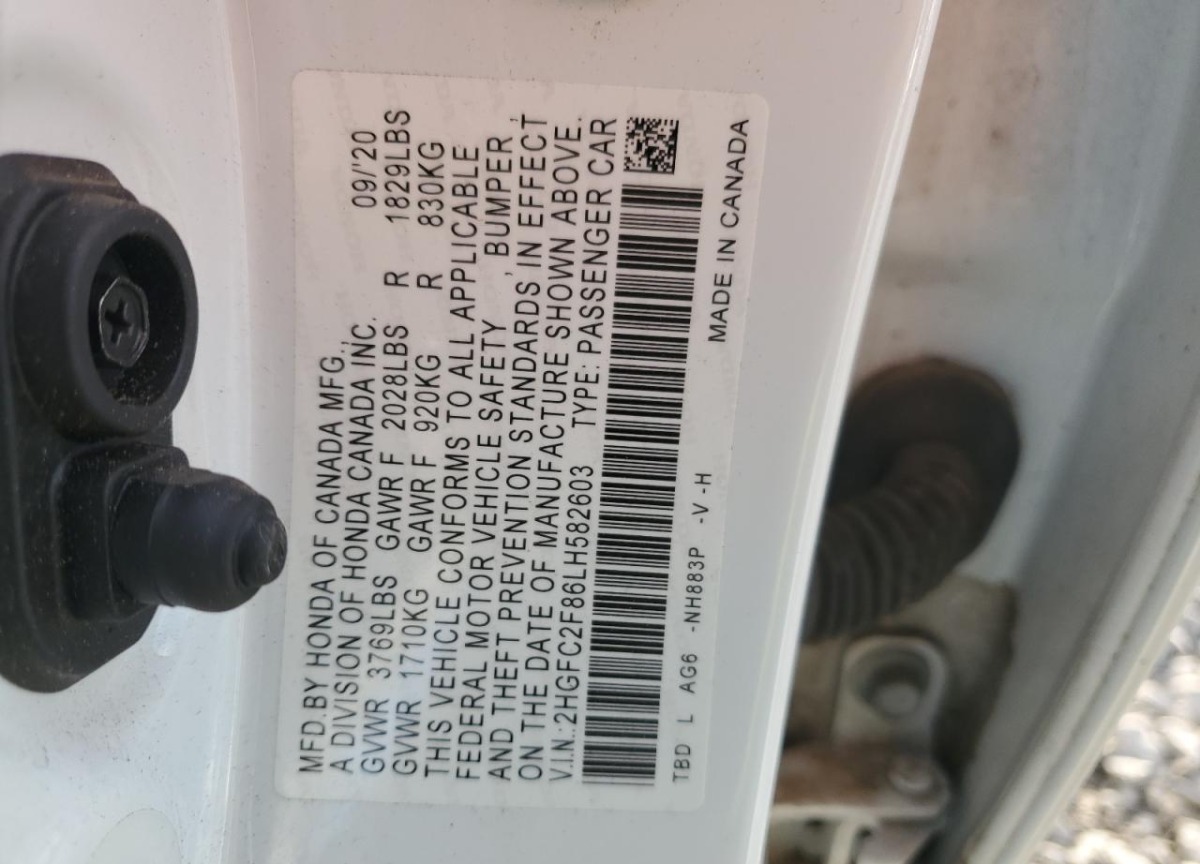 MFD.BY HONDA OF CANADA MFG.,
A DIVISION OF HONDA CANADA INC. 09/'20
GVWR 3769LBS GAWR F 2028LBS R 1829LBS
GVWR 1710KG GAWR F 920KG R 830KG
THIS VEHICLE CONFORMS TO ALL APPLICABLE
FEDERAL MOTOR VEHICLE SAFETY , BUMPER ,
AND THEFT PREVENTION STANDARDS IN EFFECT
ON THE DATE OF MANUFACTURE SHOWN ABOVE.
V.I.N.:2HGFC2F86LH582603 TYPE: PASSENGER CAR
TBD L AG6 -NH883P -V -H MADE IN CANADA